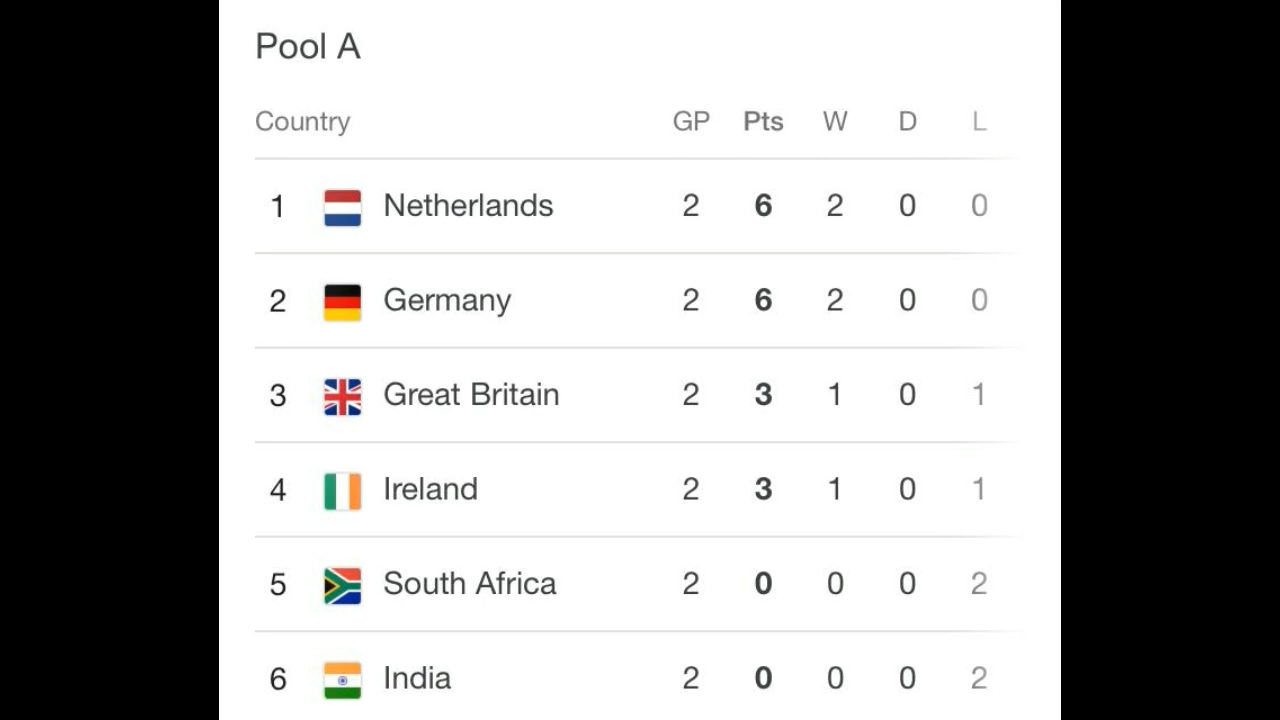 Pool A
Country GP Pts W D L
1 Netherlands 2 6 2 0 0
2 Germany 2 6 2 0 0
3 Great Britain 2 3 1 0 1
4 Ireland 2 3 1 0 1
5 South Africa 2 0 0 0 2
6 India 2 0 0 0 2